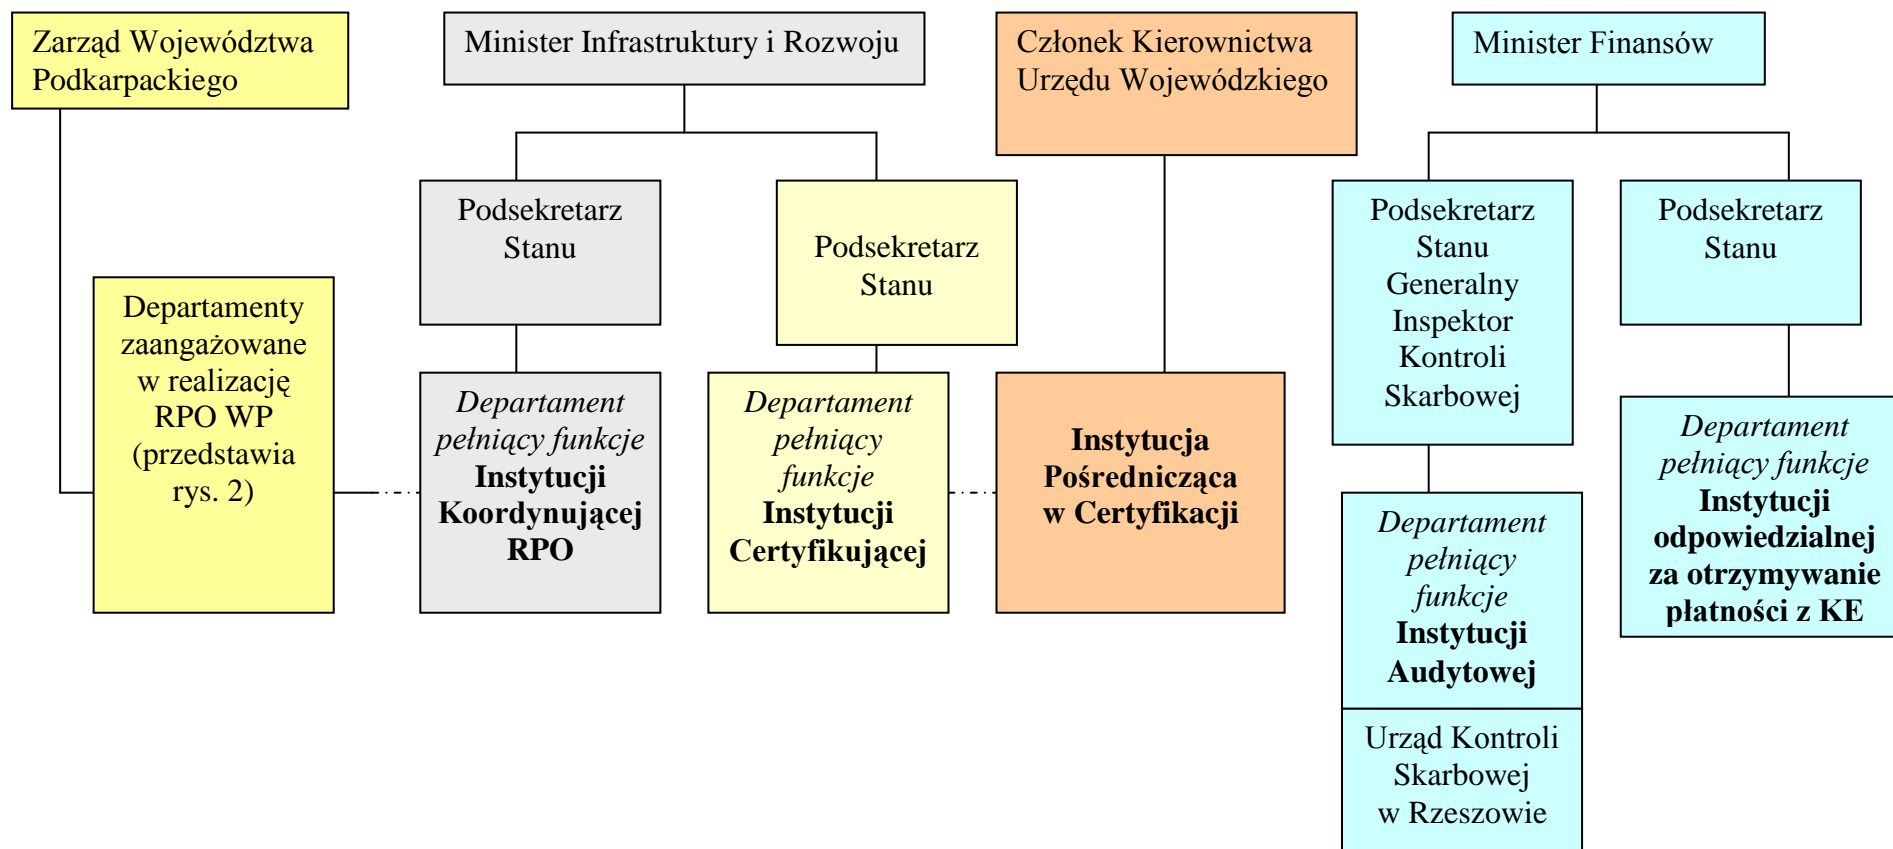 Zarząd Województwa
Podkarpackiego
Minister Infrastruktury i Rozwoju
Członek Kierownictwa
Urzędu Wojewódzkiego
Minister Finansów
Podsekretarz
Stanu
Podsekretarz
Stanu
Podsekretarz
Stanu
Generalny
Inspektor
Kontroli
Skarbowej
Podsekretarz
Stanu
Departamenty
zaangażowane
w realizację
RPO WP
(przedstawia
rys. 2)
Departament
pełniący funkcje
Instytucji
Koordynującej
RPO
Departament
pełniący
funkcje
Instytucji
Certyfikującej
Instytucja
Pośrednicząca
w Certyfikacji
Departament
pełniący
funkcje
Instytucji
Audytowej
Urząd Kontroli
Skarbowej
w Rzeszowie
Departament
pełniący funkcje
Instytucji
odpowiedzialnej
za otrzymywanie
płatności z KE